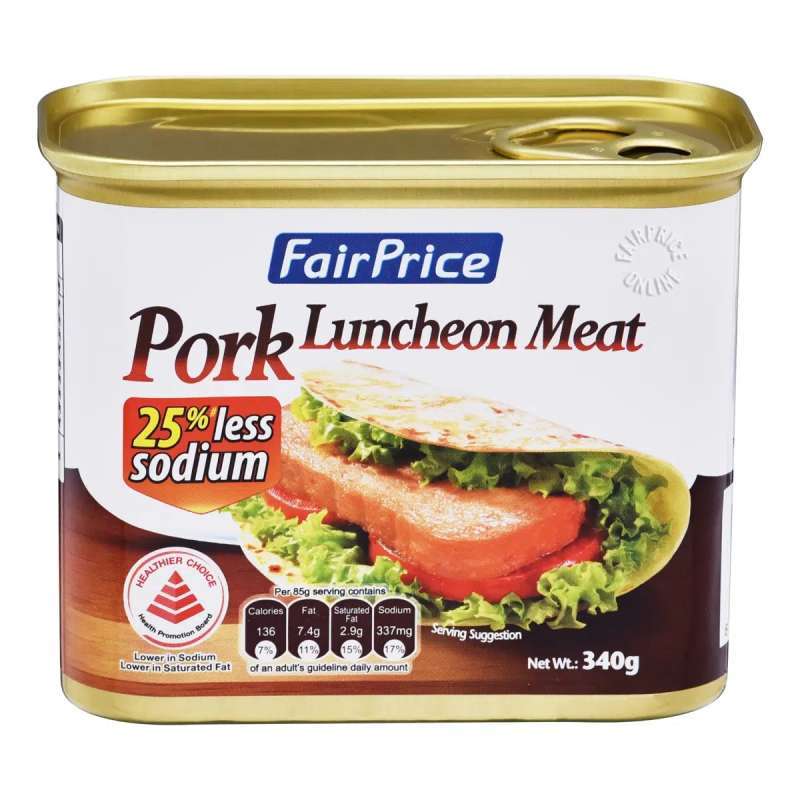 FairPrice
FAIRPRICE
ONLINE
Pork Luncheon Meat
25%# less
sodium
HEALTHIER CHOICE
Health Promotion Board
Lower in Sodium
Lower in Saturated Fat
Per 85g serving contains
Calories Fat Saturated Fat Sodium
136 7.4g 2.9g 337mg
7% 11% 15% 17%
of an adult's guideline daily amount
Serving Suggestion
Net Wt.: 340g